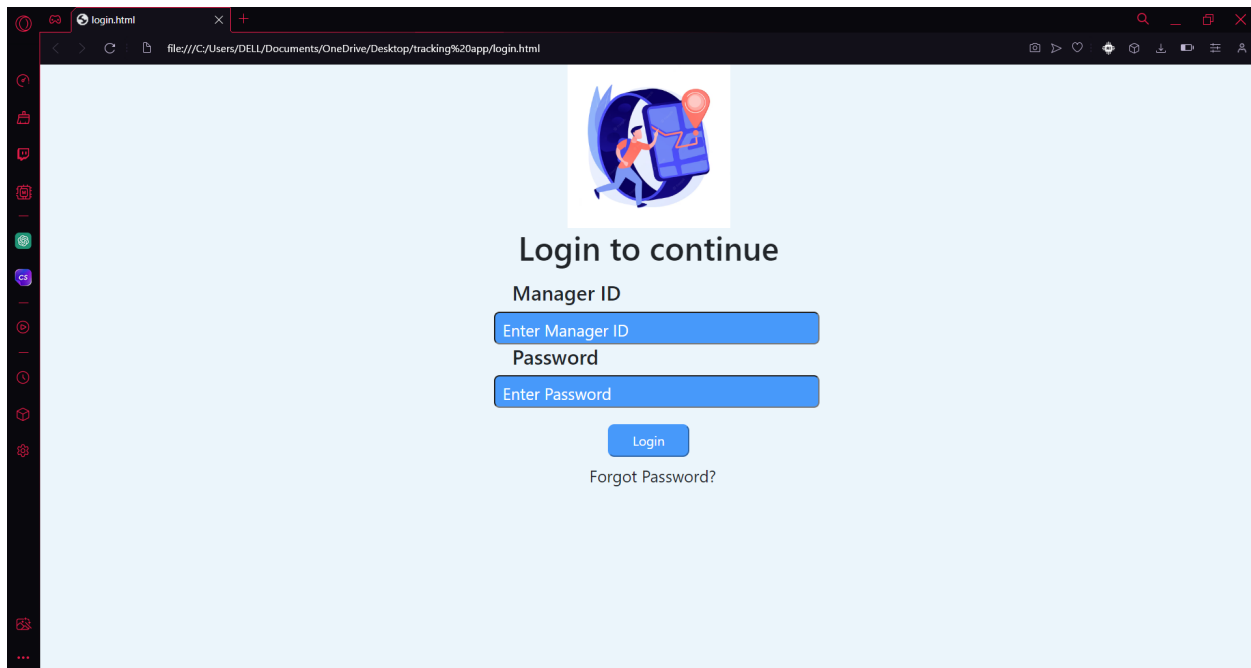 login.html
file:///C:/Users/DELL/Documents/OneDrive/Desktop/tracking%20app/login.html
CS
Login to continue
Manager ID
Enter Manager ID
Password
Enter Password
Login
Forgot Password?